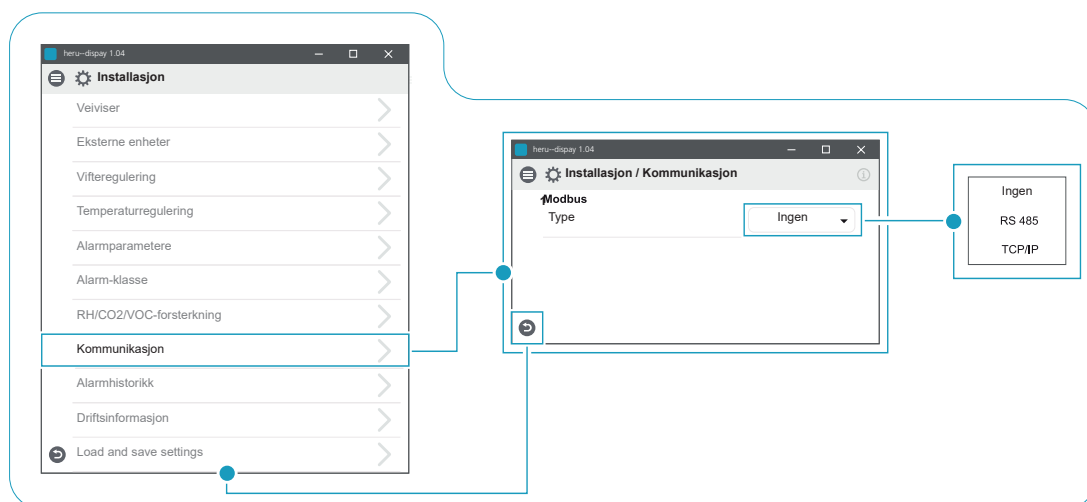 heru--dispay 1.04
Installasjon
Veiviser
Eksterne enheter
Vifteregulering
Temperaturregulering
Alarmparametere
Alarm-klasse
RH/CO2/VOC-forsterkning
Kommunikasjon
Alarmhistorikk
Driftsinformasjon
Load and save settings
heru--dispay 1.04
Installasjon / Kommunikasjon
Modbus
Type
Ingen
Ingen
RS 485
TCP/IP